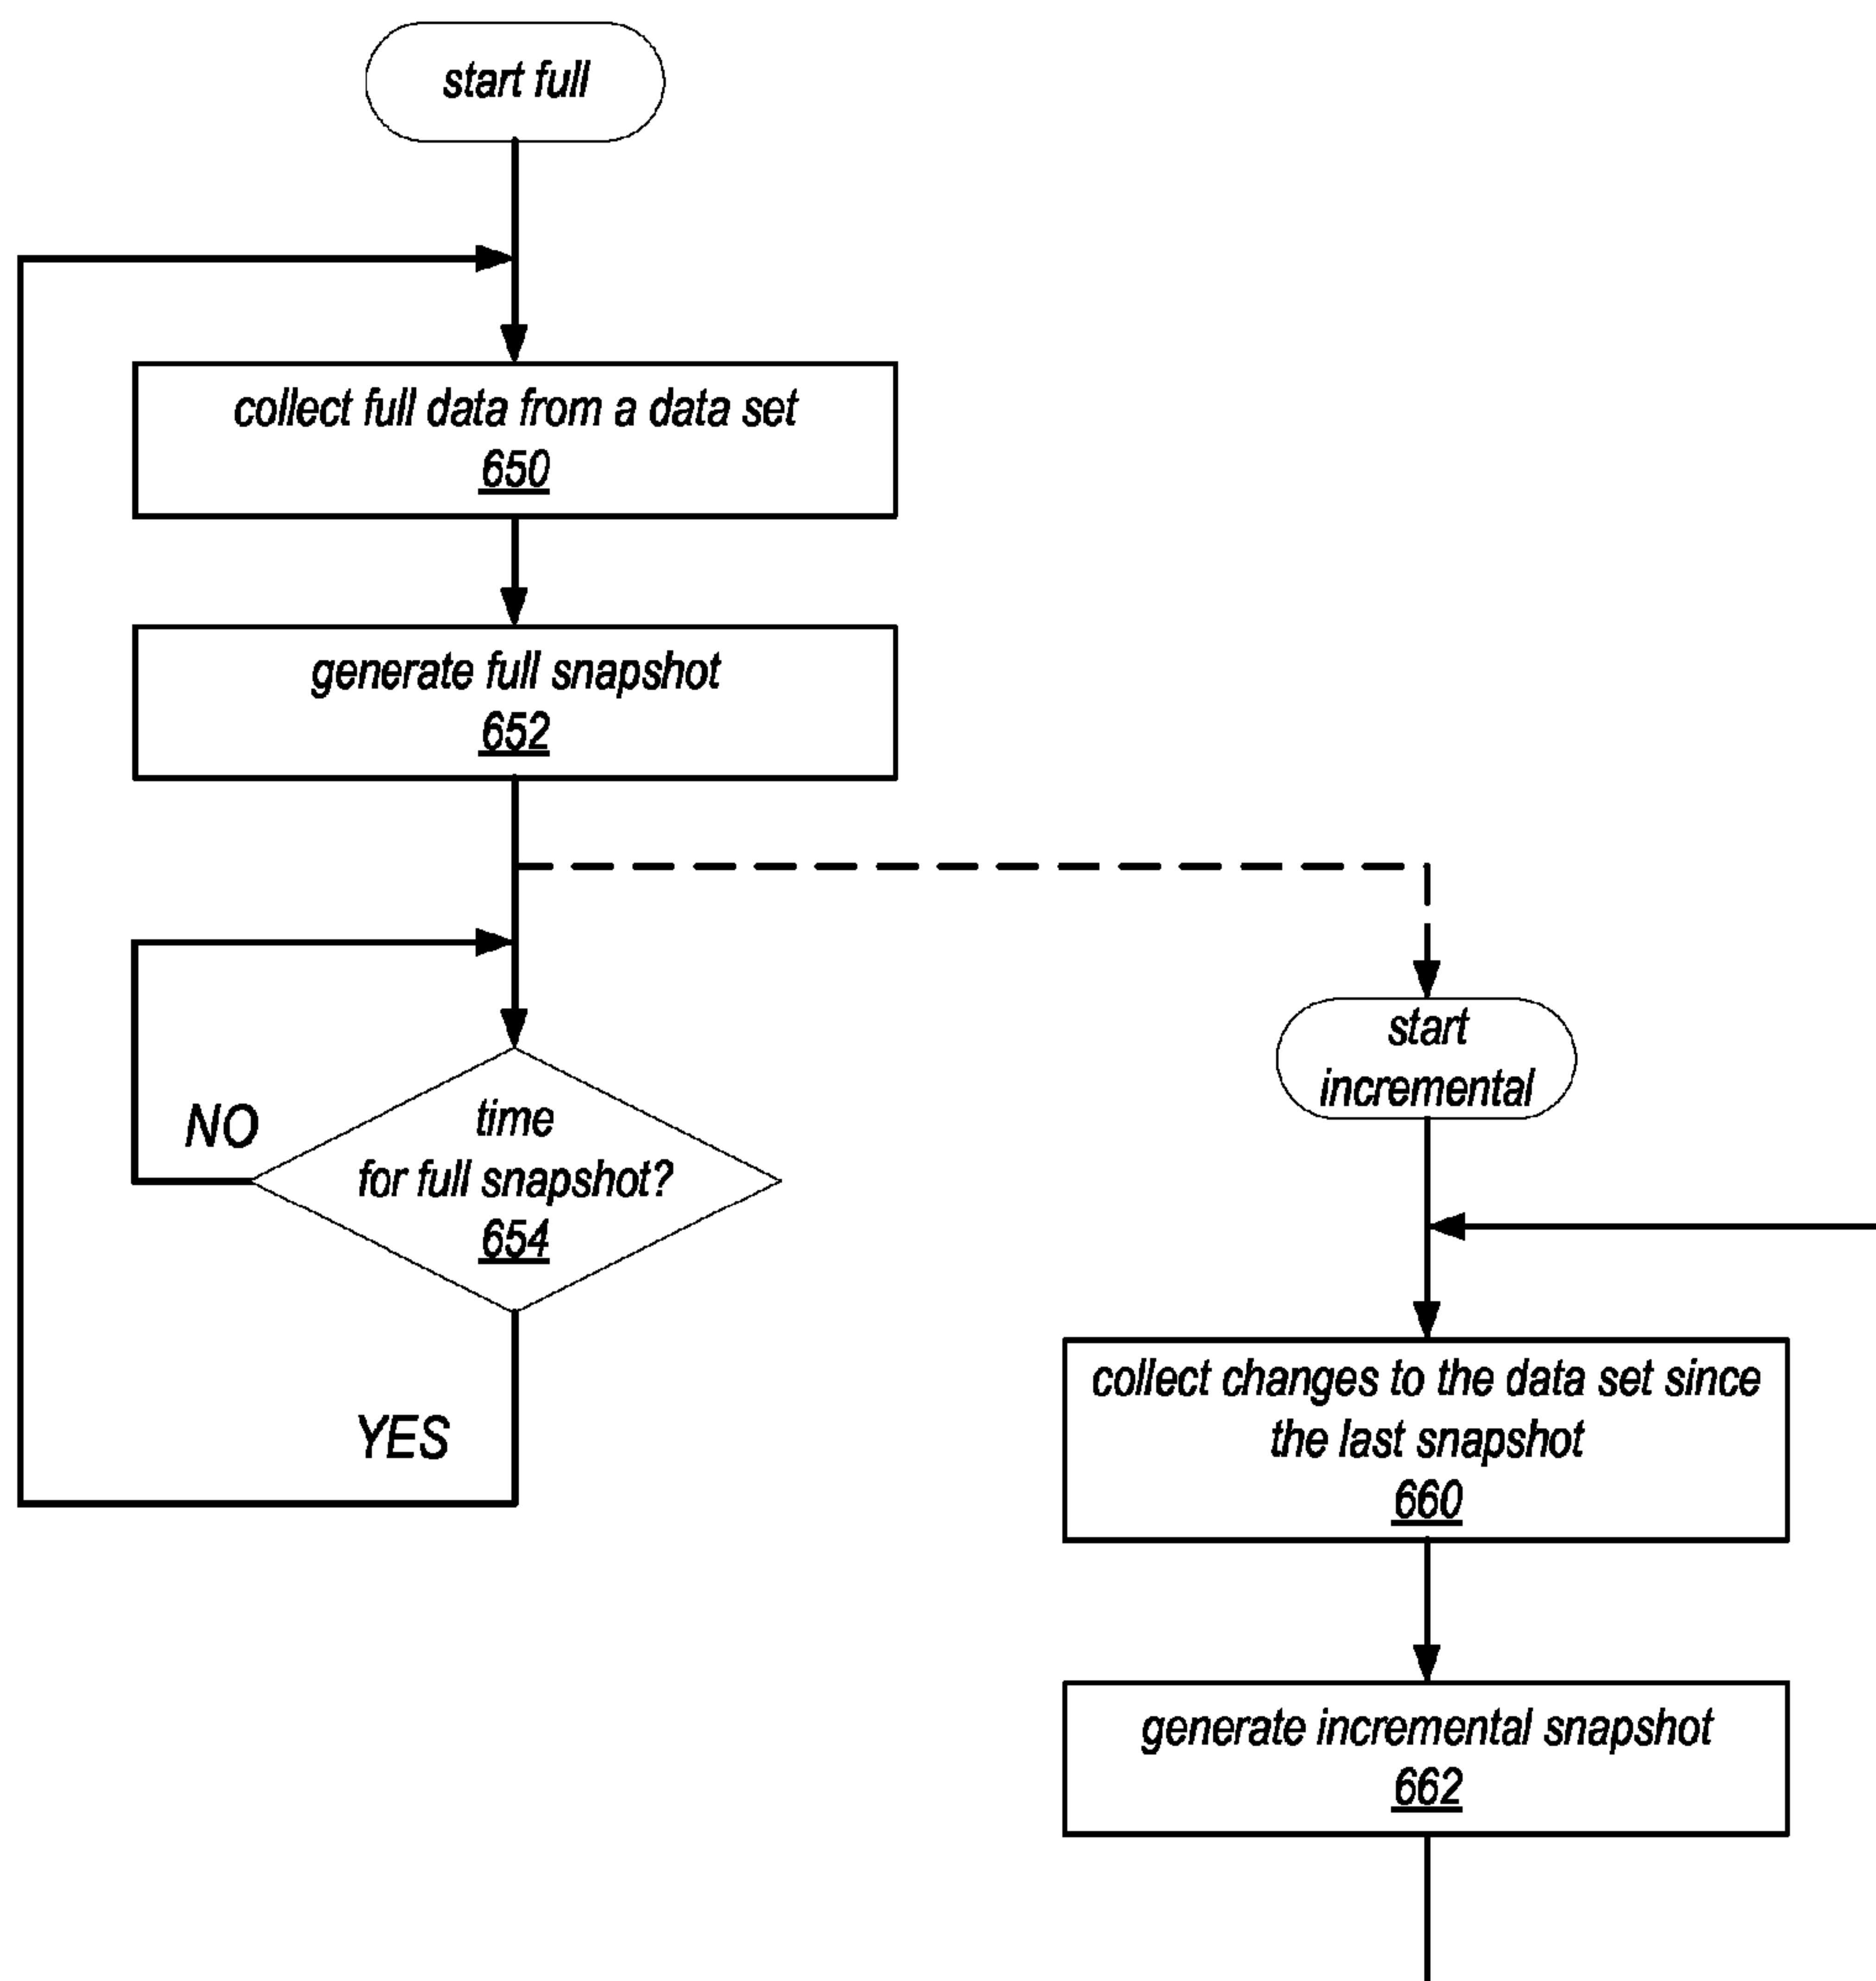 start full
collect full data from a data set
650
generate full snapshot
652
time
for full snapshot?
654
NO
YES
start
incremental
collect changes to the data set since
the last snapshot
660
generate incremental snapshot
662